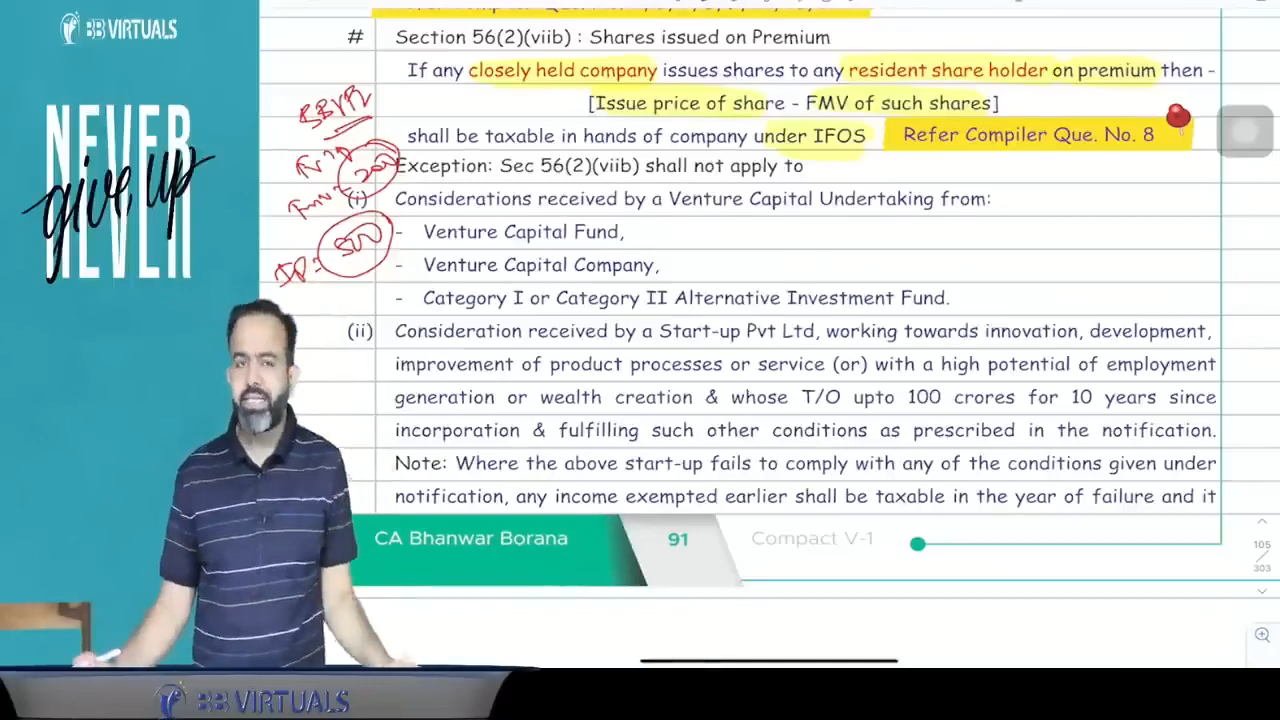 BB VIRTUALS
NEVER
give up
NEVER
# Section 56(2)(viib) : Shares issued on Premium
If any closely held company issues shares to any resident share holder on premium then -
[Issue price of share - FMV of such shares]
shall be taxable in hands of company under IFOS Refer Compiler Que. No. 8
Exception: Sec 56(2)(viib) shall not apply to
(i) Considerations received by a Venture Capital Undertaking from:
- Venture Capital Fund,
- Venture Capital Company,
- Category I or Category II Alternative Investment Fund.
(ii) Consideration received by a Start-up Pvt Ltd, working towards innovation, development,
improvement of product processes or service (or) with a high potential of employment
generation or wealth creation & whose T/O upto 100 crores for 10 years since
incorporation & fulfilling such other conditions as prescribed in the notification.
Note: Where the above start-up fails to comply with any of the conditions given under
notification, any income exempted earlier shall be taxable in the year of failure and it
BBVPL
200
500
CA Bhanwar Borana 91 Compact V-1
105
303
BB VIRTUALS